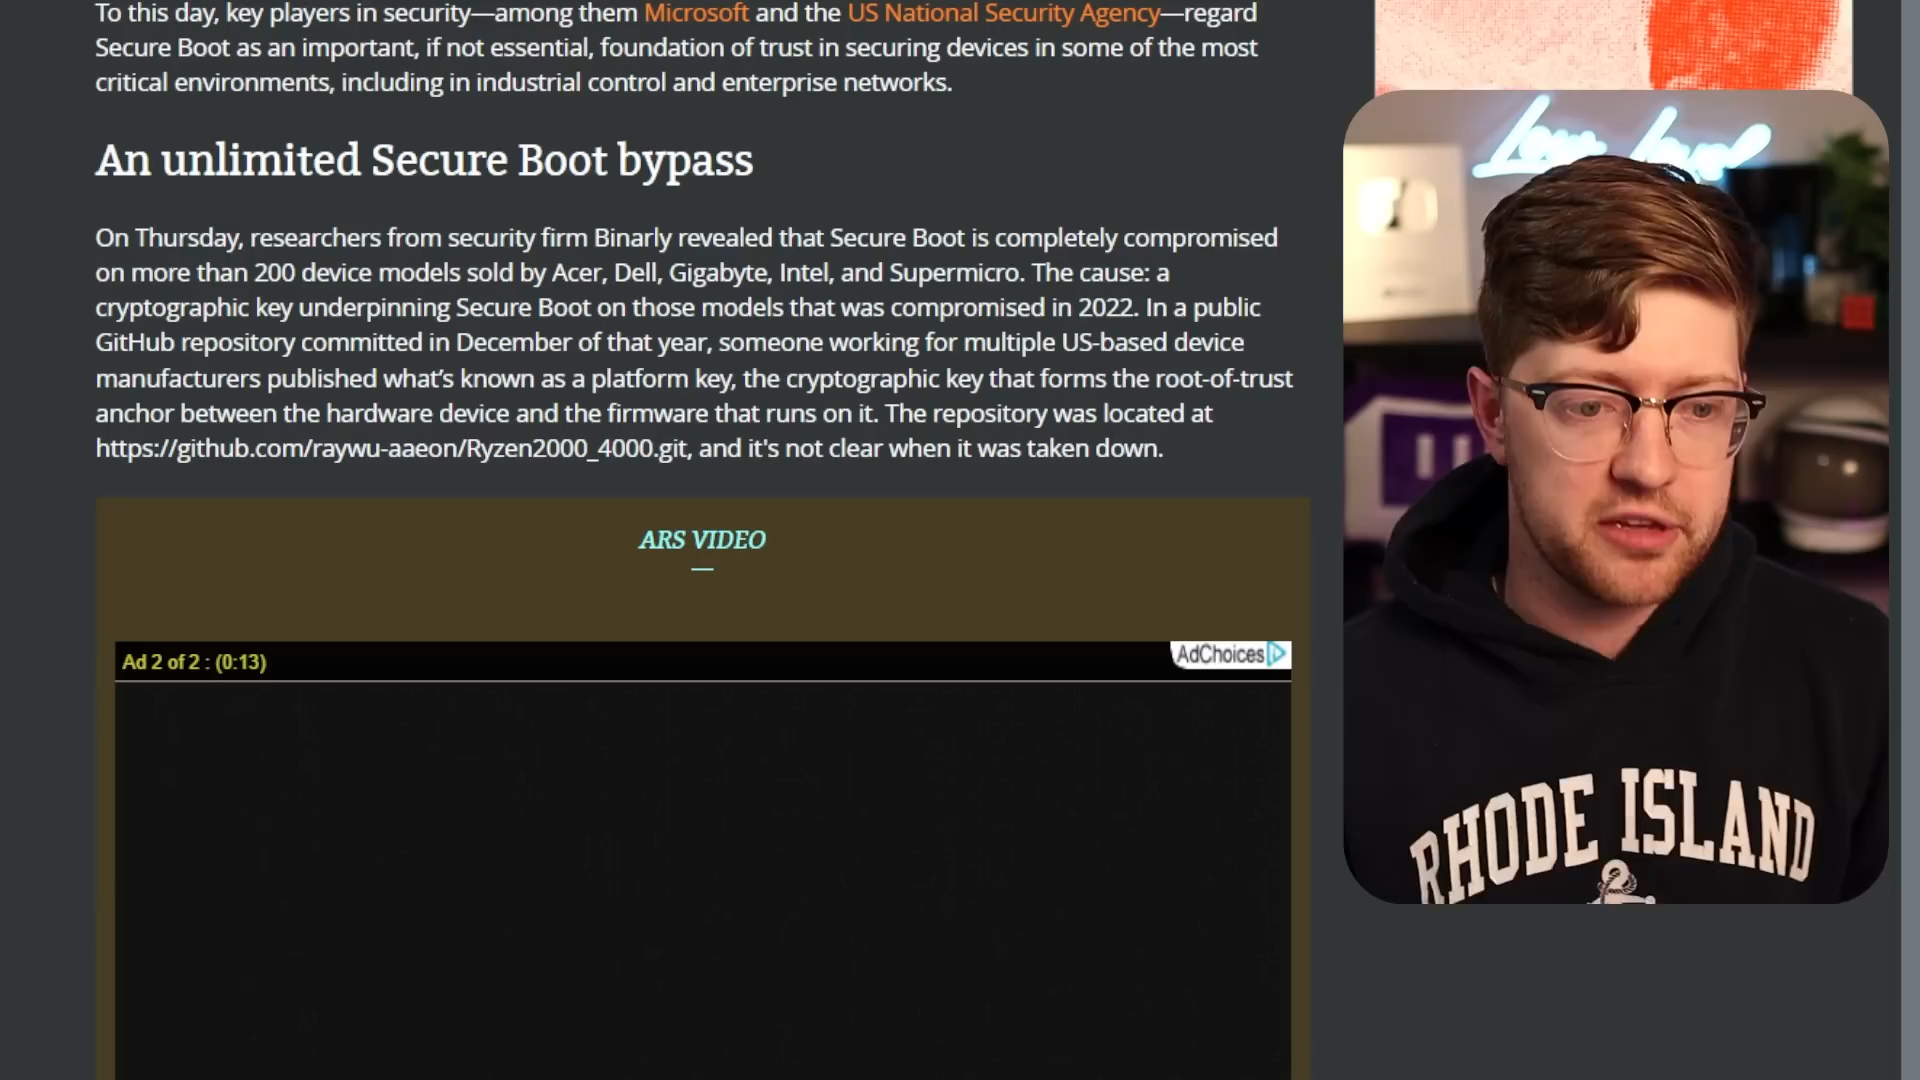 To this day, key players in security—among them Microsoft and the US National Security Agency—regard
Secure Boot as an important, if not essential, foundation of trust in securing devices in some of the most
critical environments, including in industrial control and enterprise networks.
An unlimited Secure Boot bypass
On Thursday, researchers from security firm Binarly revealed that Secure Boot is completely compromised
on more than 200 device models sold by Acer, Dell, Gigabyte, Intel, and Supermicro. The cause: a
cryptographic key underpinning Secure Boot on those models that was compromised in 2022. In a public
GitHub repository committed in December of that year, someone working for multiple US-based device
manufacturers published what’s known as a platform key, the cryptographic key that forms the root-of-trust
anchor between the hardware device and the firmware that runs on it. The repository was located at
https://github.com/raywu-aaeon/Ryzen2000_4000.git, and it's not clear when it was taken down.
ARS VIDEO
Ad 2 of 2 : (0:13)
AdChoices
Low Level
RHODE ISLAND